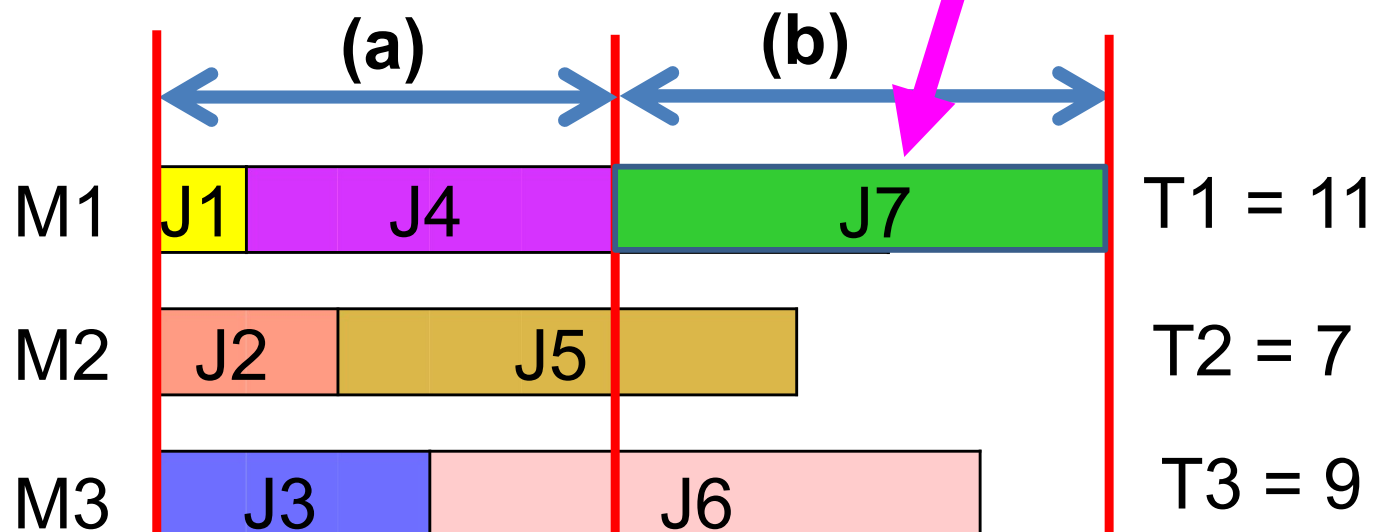 (a) (b)
M1 J1 J4 J7 T1 = 11
M2 J2 J5 T2 = 7
M3 J3 J6 T3 = 9